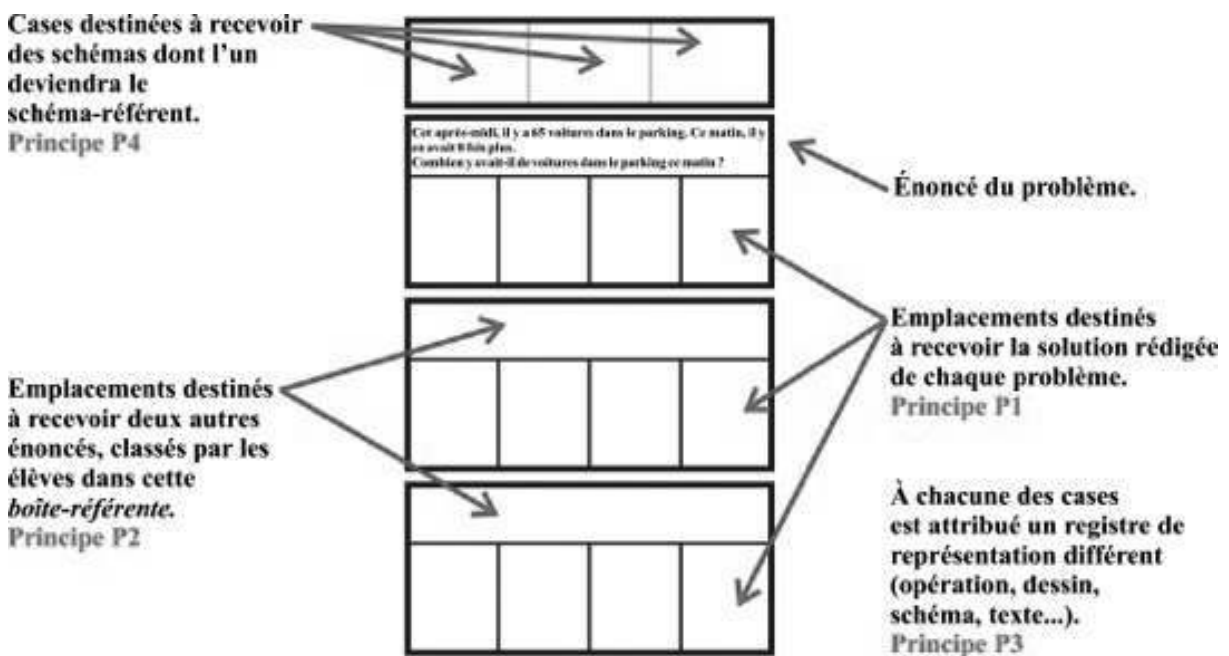 Cases destinées à recevoir
des schémas dont l'un
deviendra le
schéma-référent.
Principe P4
Cet après-midi, il y a 65 voitures dans le parking. Ce matin, il y
en avait 8 fois plus.
Combien y avait-il de voitures dans le parking ce matin ?
Énoncé du problème.
Emplacements destinés
à recevoir la solution rédigée
de chaque problème.
Principe P1
Emplacements destinés
à recevoir deux autres
énoncés, classés par les
élèves dans cette
boîte-référente.
Principe P2
À chacune des cases
est attribué un registre de
représentation différent
(opération, dessin,
schéma, texte...).
Principe P3